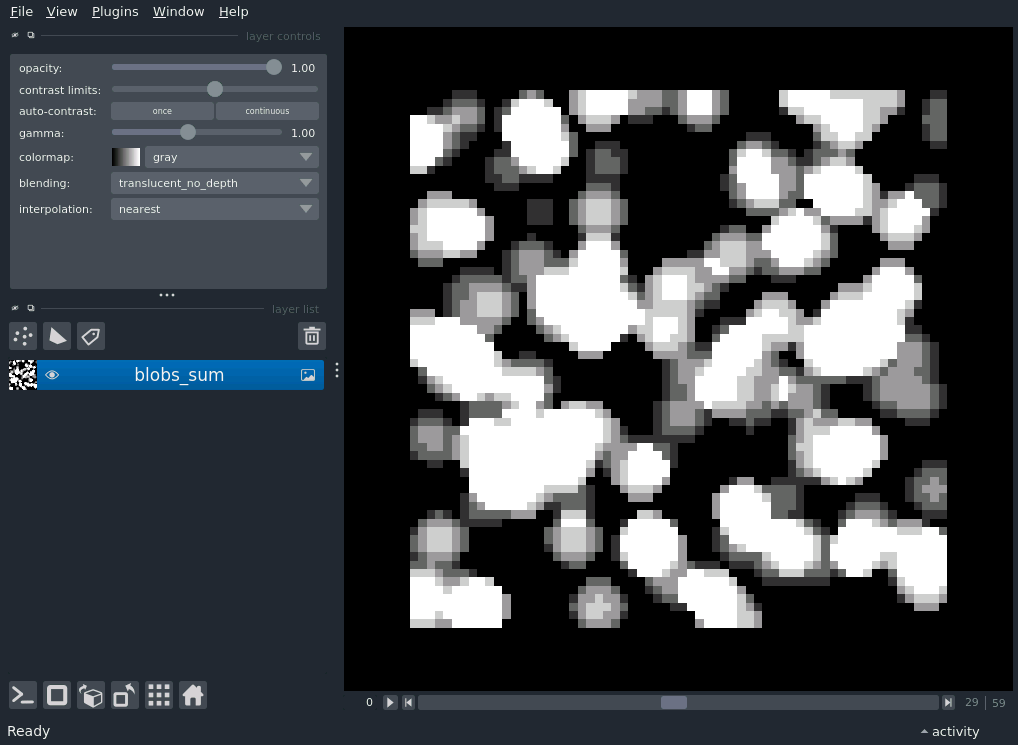 File View Plugins Window Help
layer controls
opacity: 1.00
contrast limits:
auto-contrast: once continuous
gamma: 1.00
colormap: gray
blending: translucent_no_depth
interpolation: nearest
layer list
blobs_sum
0 29 59
Ready activity